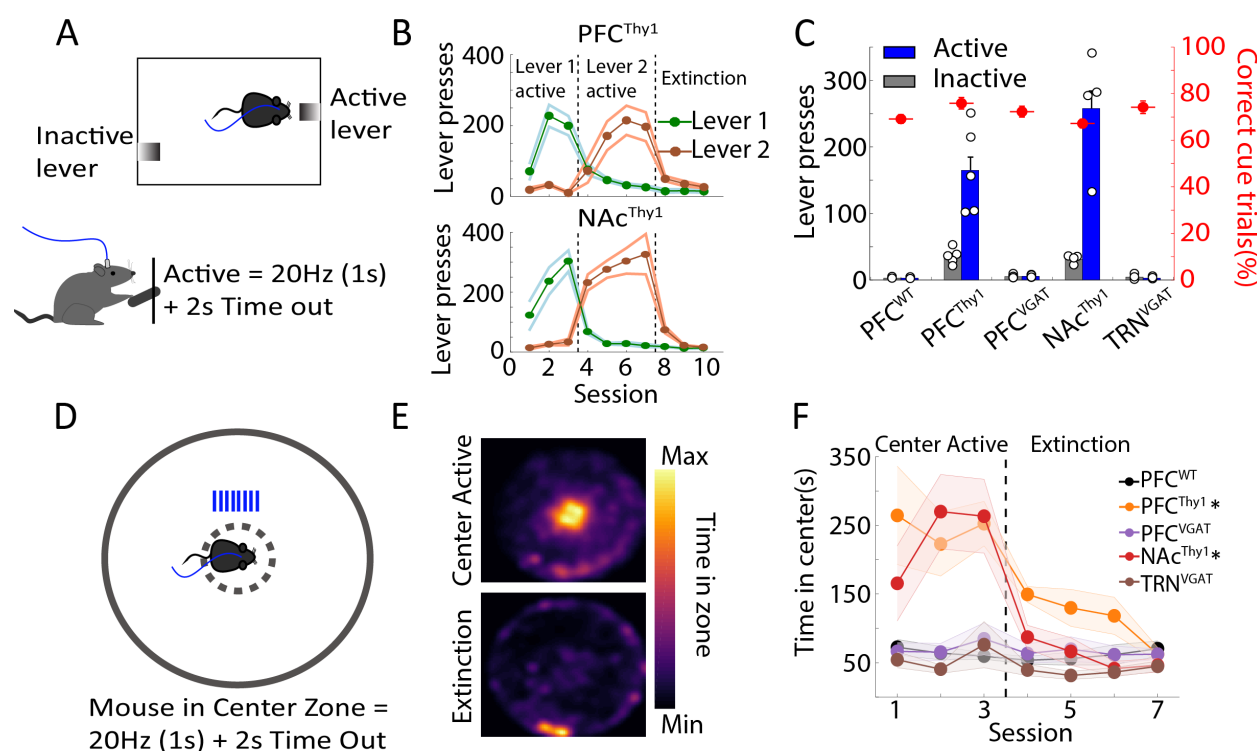 A
Inactive
lever
Active
lever
Active = 20Hz (1s)
+ 2s Time out
B
PFC^Thy1
Lever presses
400
200
0
Lever 1
active
Lever 2
active
Extinction
Lever 1
Lever 2
NAc^Thy1
Lever presses
400
200
0
0 2 4 6 8 10
Session
C
Lever presses
300
200
100
0
Active
Inactive
100
80
60
40
20
0
Correct cue trials(%)
PFC^WT
PFC^Thy1
PFC^VGAT
NAc^Thy1
TRN^VGAT
D
Mouse in Center Zone =
20Hz (1s) + 2s Time Out
E
Center Active
Extinction
Max
Time in zone
Min
F
Center Active
Extinction
Time in center(s)
350
250
150
50
1 3 5 7
Session
PFC^WT
PFC^Thy1 *
PFC^VGAT
NAc^Thy1 *
TRN^VGAT